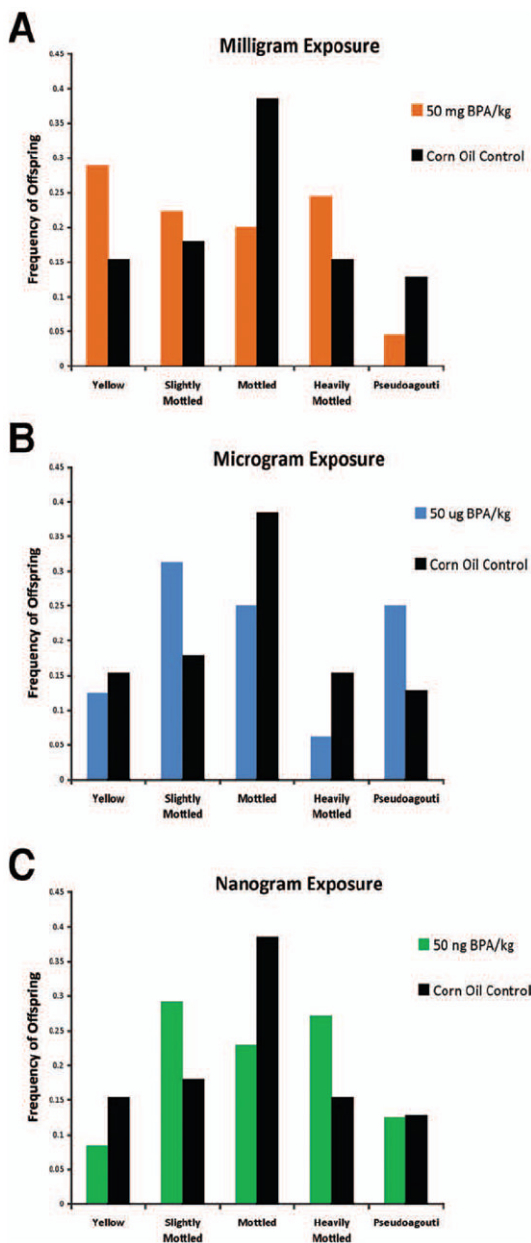 A
Milligram Exposure
0.45
0.4
0.35
0.3
0.25
0.2
0.15
0.1
0.05
0
Frequency of Offspring
50 mg BPA/kg
Corn Oil Control
Yellow
Slightly
Mottled
Mottled
Heavily
Mottled
Pseudoagouti
B
Microgram Exposure
0.45
0.4
0.35
0.3
0.25
0.2
0.15
0.1
0.05
0
Frequency of Offspring
50 ug BPA/kg
Corn Oil Control
Yellow
Slightly
Mottled
Mottled
Heavily
Mottled
Pseudoagouti
C
Nanogram Exposure
0.45
0.4
0.35
0.3
0.25
0.2
0.15
0.1
0.05
0
Frequency of Offspring
50 ng BPA/kg
Corn Oil Control
Yellow
Slightly
Mottled
Mottled
Heavily
Mottled
Pseudoagouti